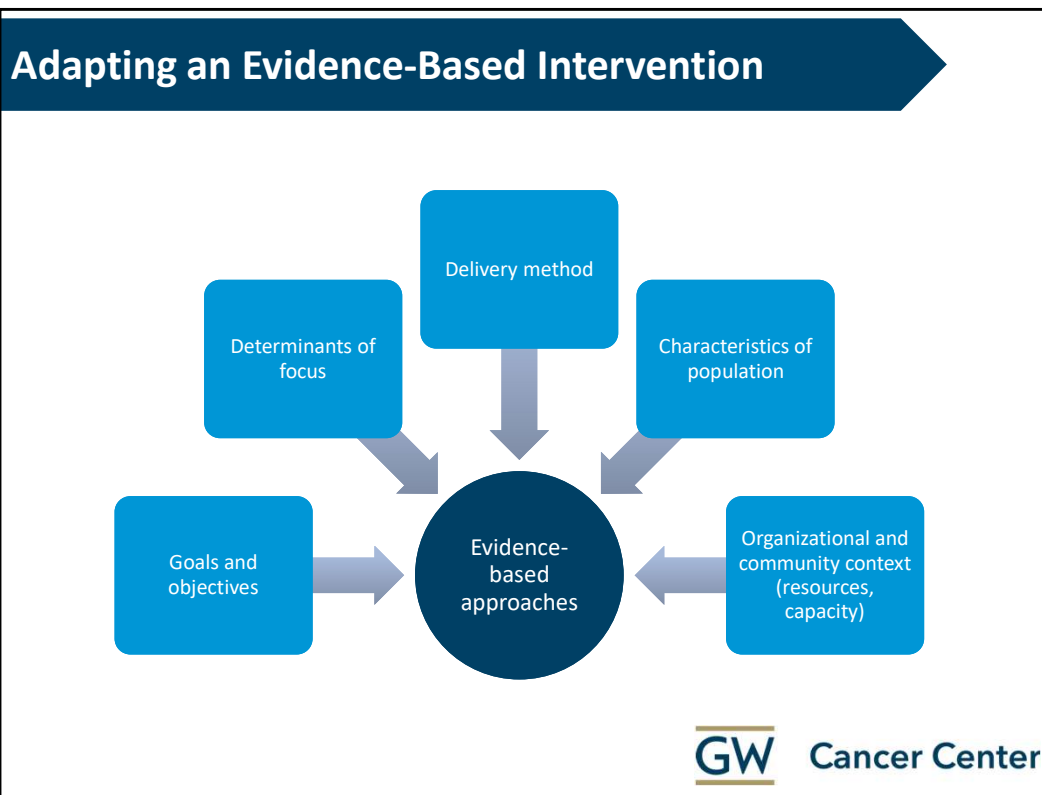 Adapting an Evidence-Based Intervention
Delivery method
Determinants of
focus
Characteristics of
population
Goals and
objectives
Evidence-
based
approaches
Organizational and
community context
(resources,
capacity)
GW Cancer Center